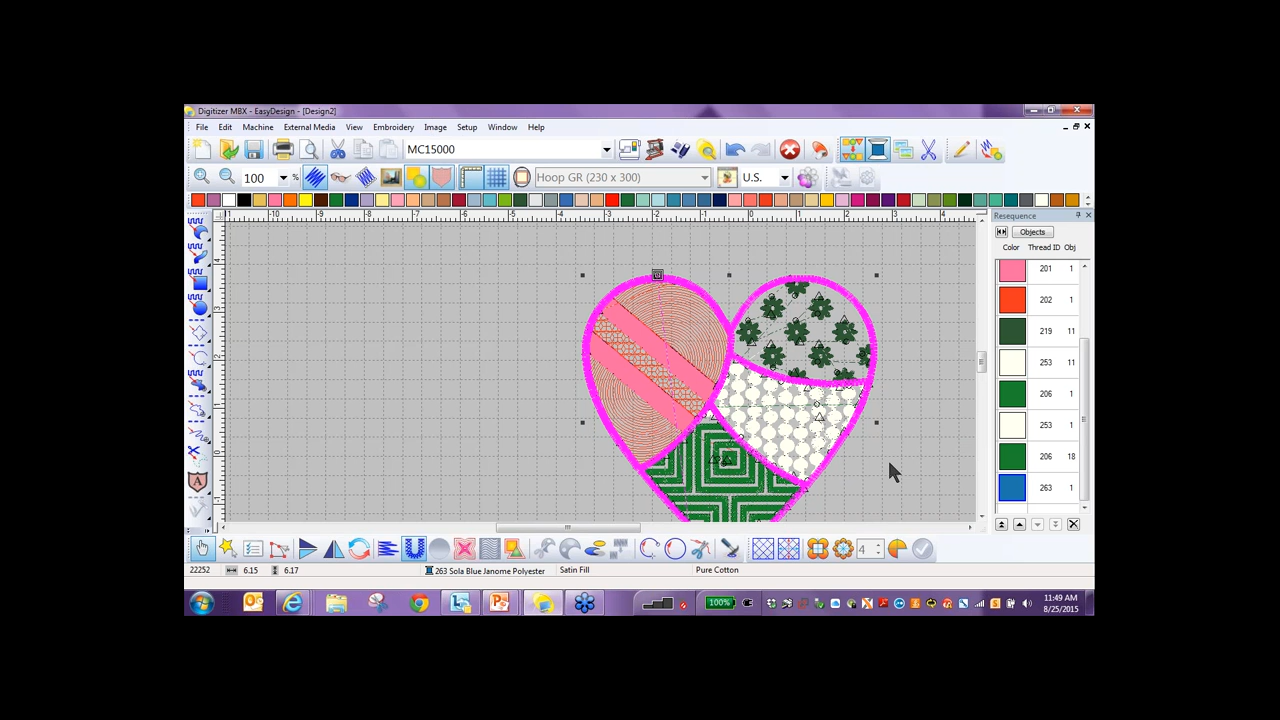 Digitizer MBX - EasyDesign - [Design2]
File Edit Machine External Media View Embroidery Image Setup Window Help
MC15000
100 % Hoop GR (230 x 300) U.S.
Resequence
Objects
Color Thread ID Obj
201 1
202 1
219 11
253 11
206 1
253 1
206 18
263 1
4
22252 6.15 6.17 263 Sola Blue Janome Polyester Satin Fill Pure Cotton
100% 11:49 AM
8/25/2015